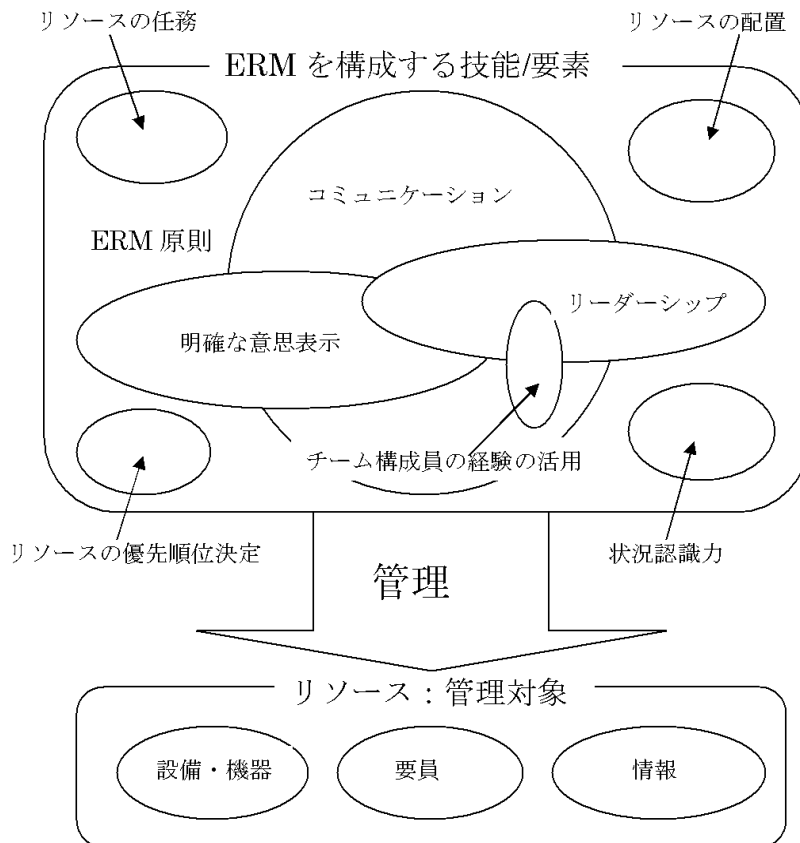 リソースの任務
リソースの配置
ERM を構成する技能/要素
コミュニケーション
ERM 原則
リーダーシップ
明確な意思表示
チーム構成員の経験の活用
リソースの優先順位決定
状況認識力
管理
リソース：管理対象
設備・機器
要員
情報